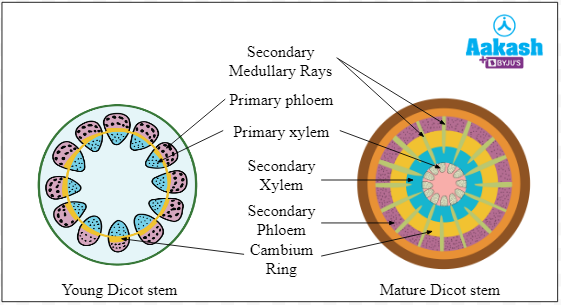 Aakash
BYJU'S
Secondary
Medullary Rays
Primary phloem
Primary xylem
Secondary
Xylem
Secondary
Phloem
Cambium
Ring
Young Dicot stem
Mature Dicot stem